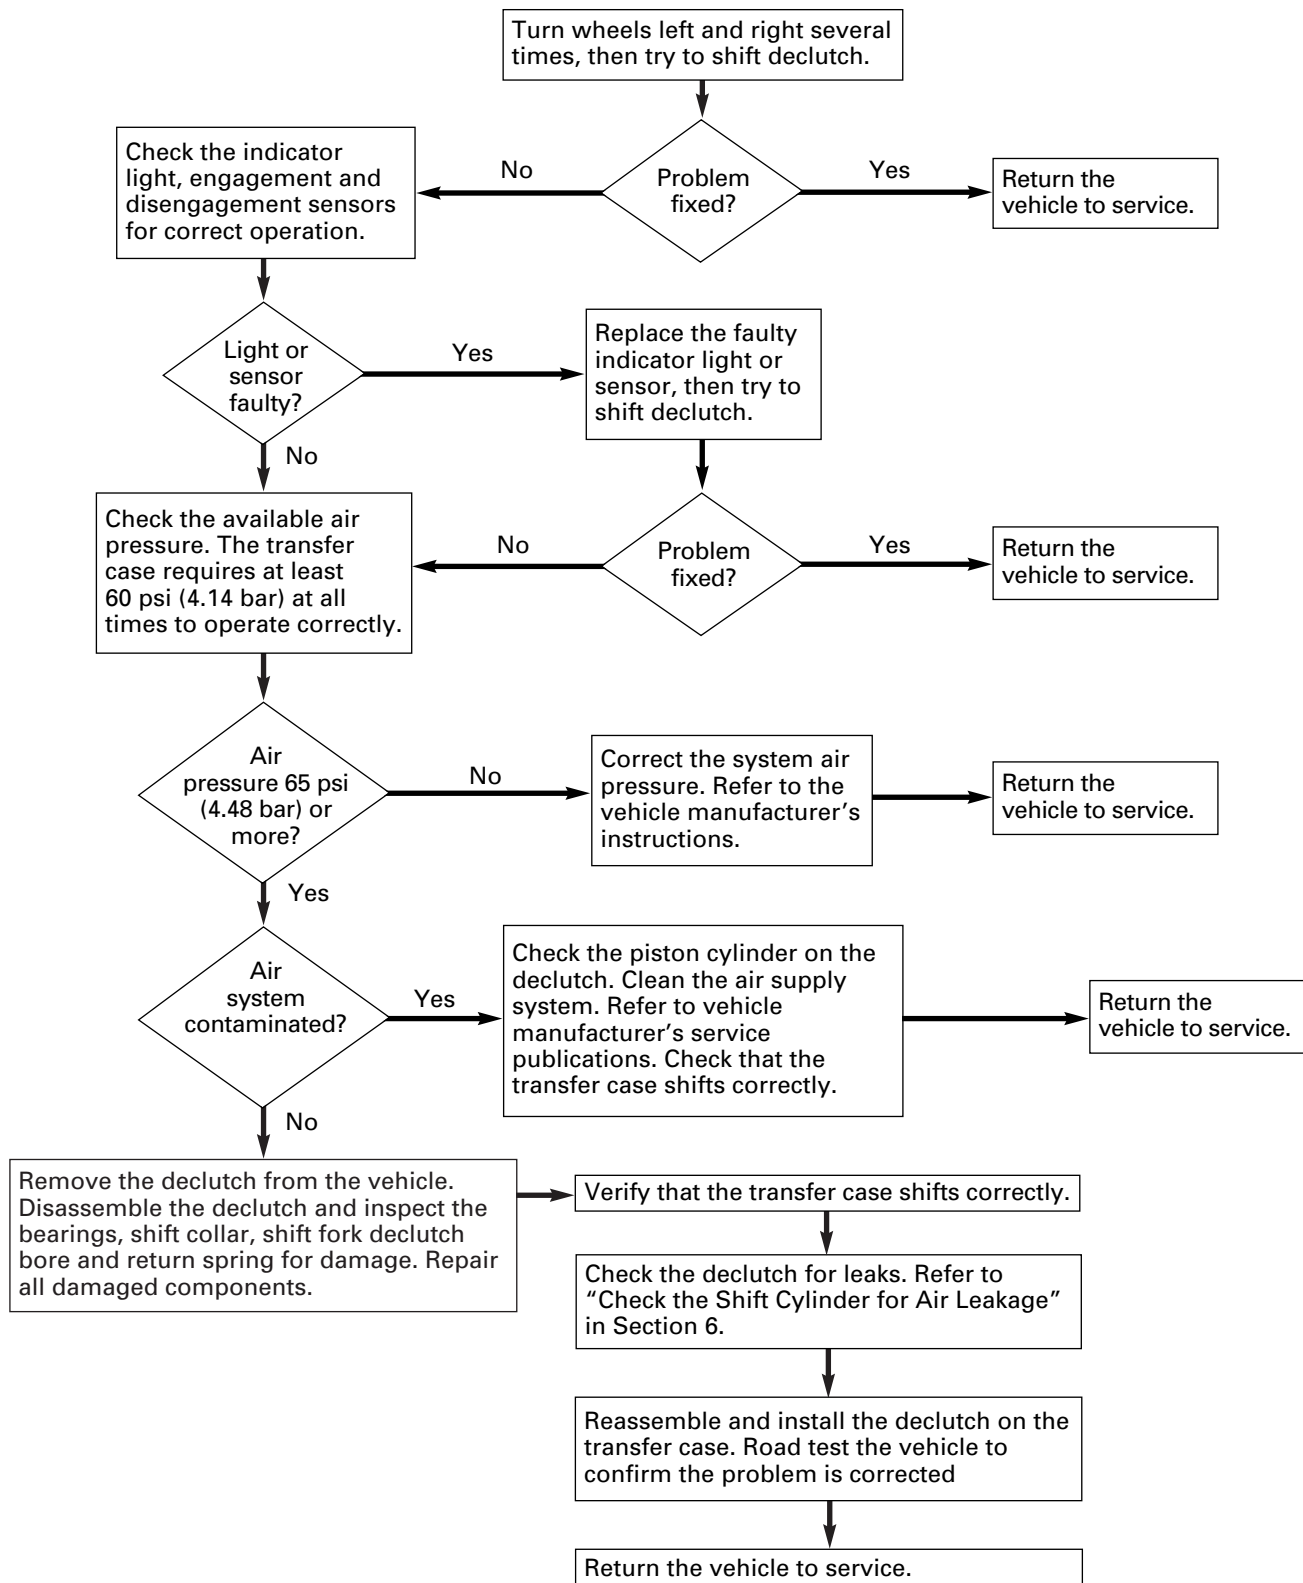 Turn wheels left and right several
times, then try to shift declutch.
Problem
fixed?
No
Yes
Return the
vehicle to service.
Check the indicator
light, engagement and
disengagement sensors
for correct operation.
Light or
sensor
faulty?
Yes
No
Replace the faulty
indicator light or
sensor, then try to
shift declutch.
Problem
fixed?
No
Yes
Return the
vehicle to service.
Check the available air
pressure. The transfer
case requires at least
60 psi (4.14 bar) at all
times to operate correctly.
Air
pressure 65 psi
(4.48 bar) or
more?
No
Yes
Correct the system air
pressure. Refer to the
vehicle manufacturer’s
instructions.
Return the
vehicle to service.
Air
system
contaminated?
Yes
No
Check the piston cylinder on the
declutch. Clean the air supply
system. Refer to vehicle
manufacturer’s service
publications. Check that the
transfer case shifts correctly.
Return the
vehicle to service.
Remove the declutch from the vehicle.
Disassemble the declutch and inspect the
bearings, shift collar, shift fork declutch
bore and return spring for damage. Repair
all damaged components.
Verify that the transfer case shifts correctly.
Check the declutch for leaks. Refer to
“Check the Shift Cylinder for Air Leakage”
in Section 6.
Reassemble and install the declutch on the
transfer case. Road test the vehicle to
confirm the problem is corrected
Return the vehicle to service.